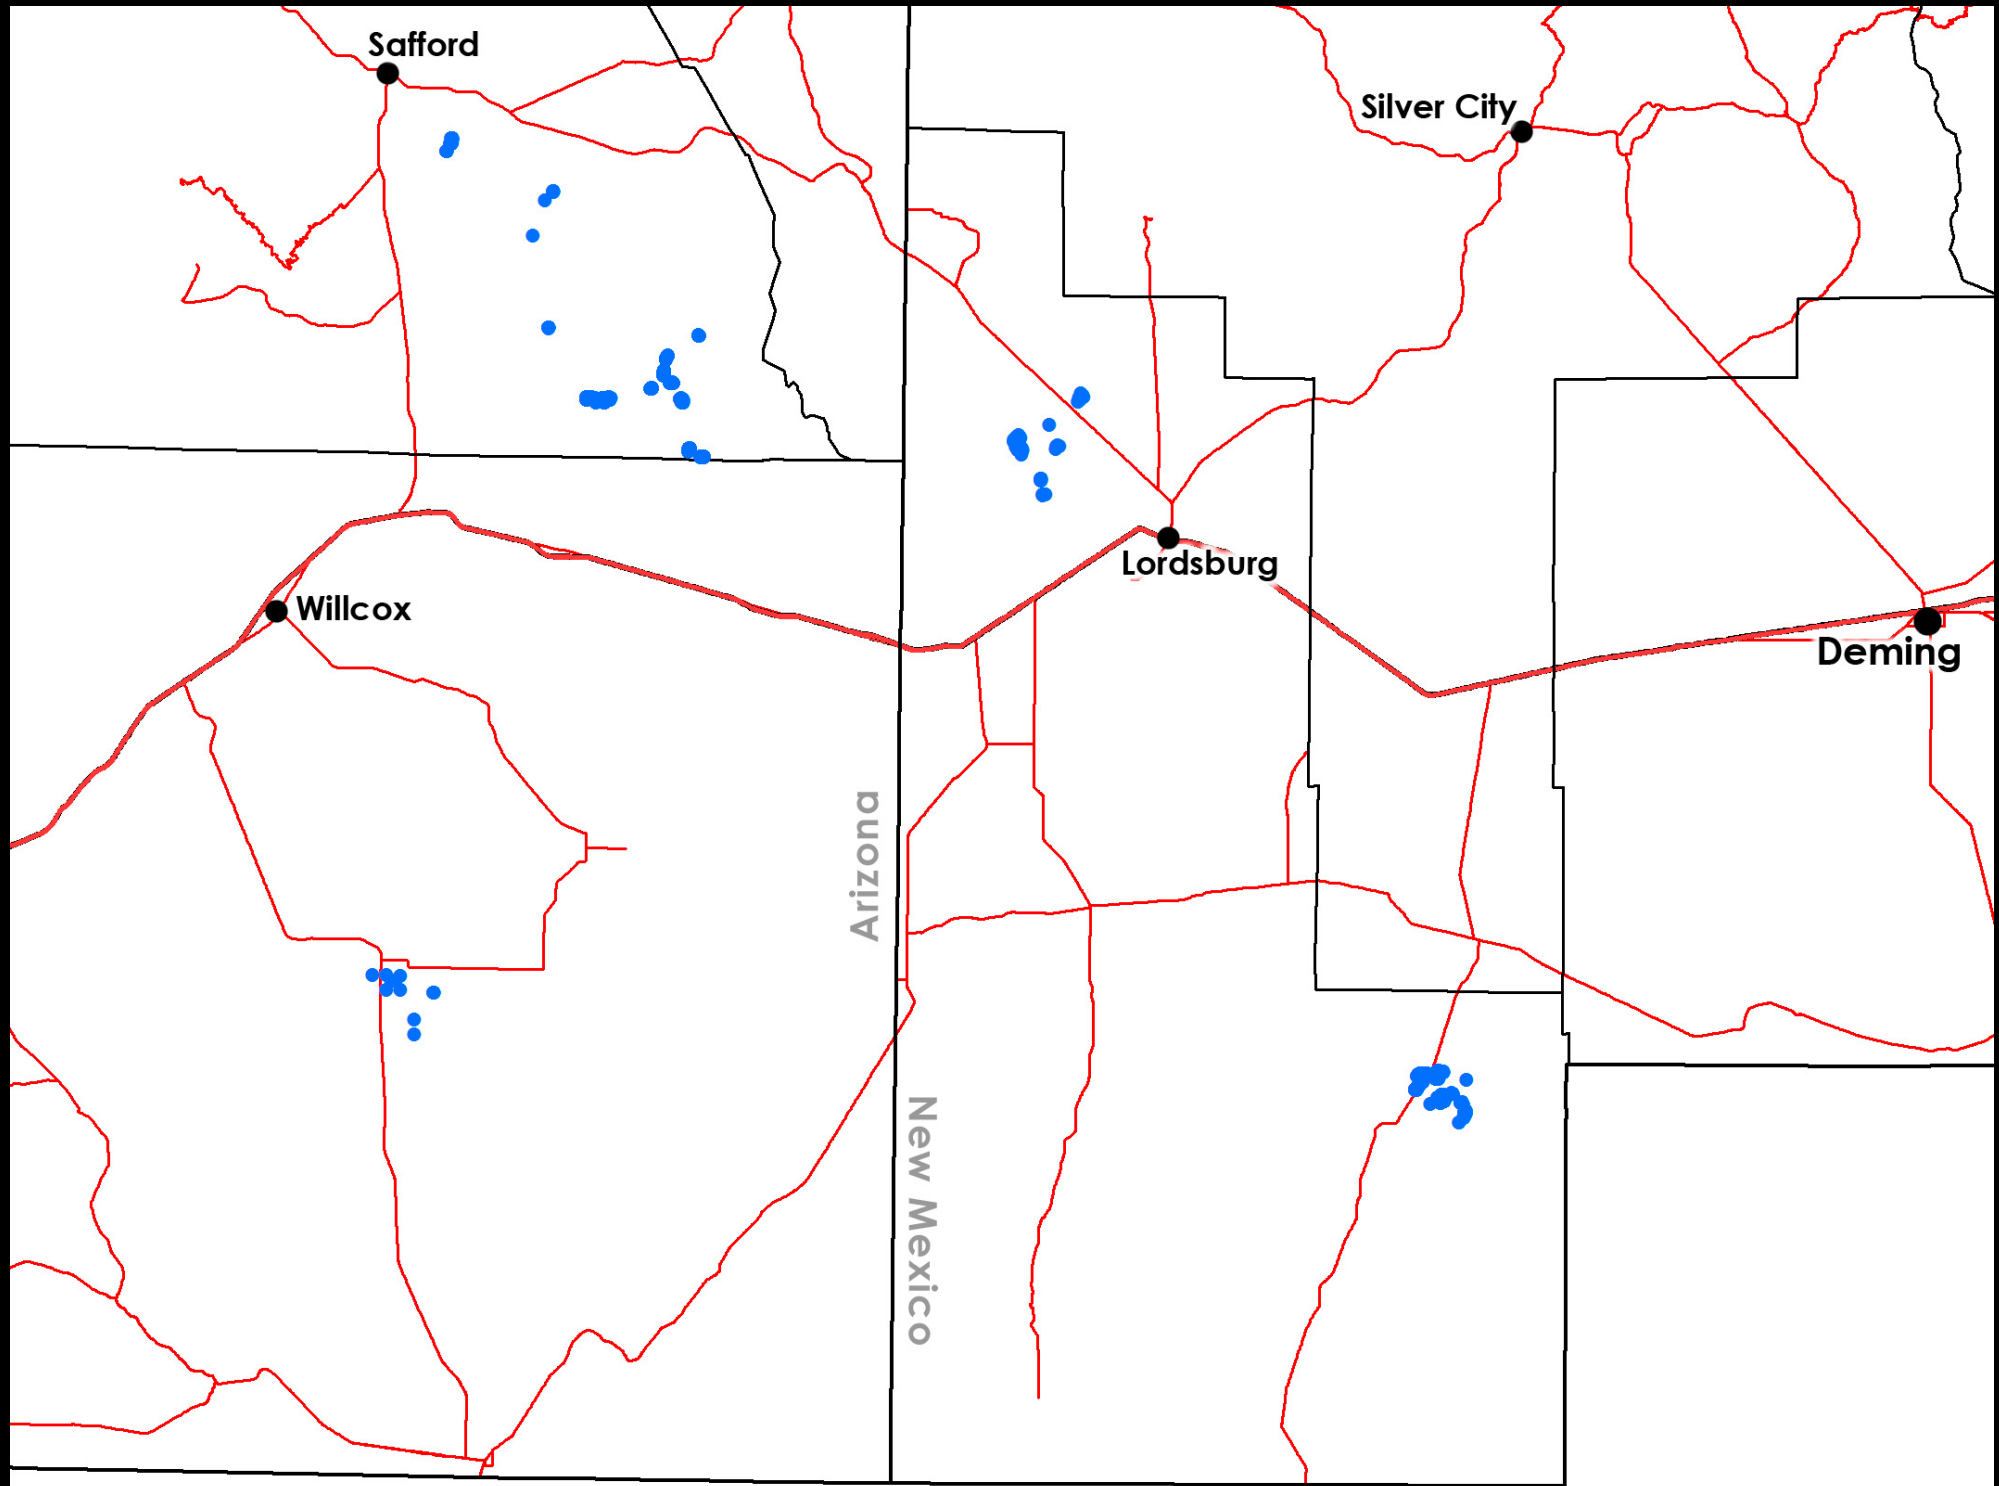 Safford
Silver City
Lordsburg
Willcox
Deming
Arizona
New Mexico